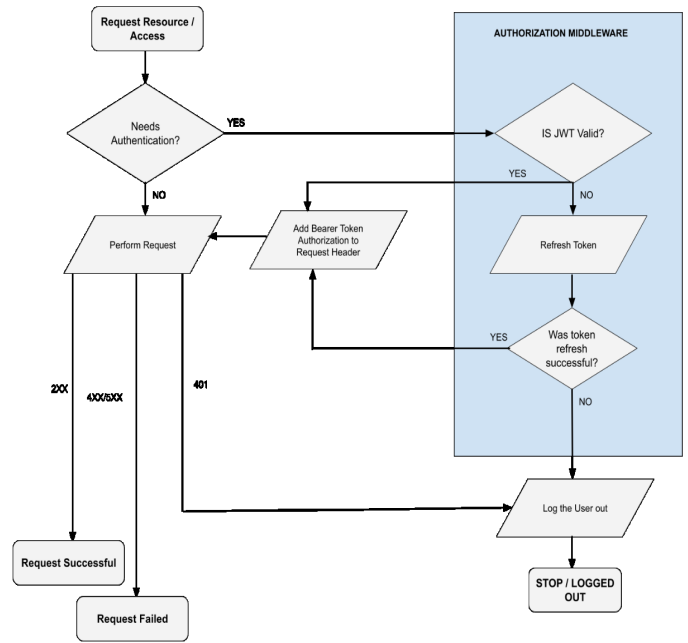 Request Resource /
Access
AUTHORIZATION MIDDLEWARE
Needs
Authentication?
YES
IS JWT Valid?
YES
NO
NO
Perform Request
Add Bearer Token
Authorization to
Request Header
Refresh Token
YES
Was token
refresh
successful?
2XX
4XX/5XX
401
NO
Log the User out
Request Successful
STOP / LOGGED
OUT
Request Failed